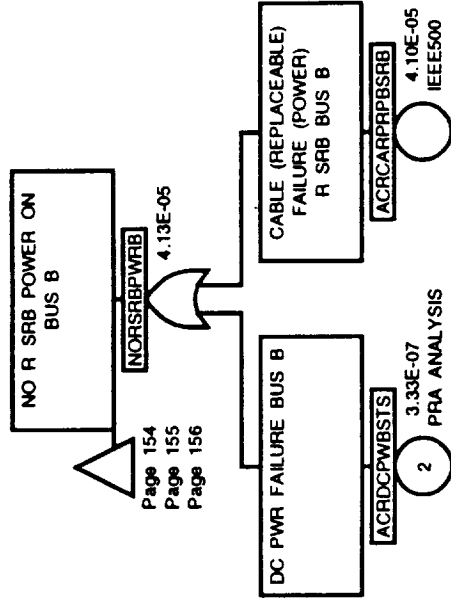 NO R SRB POWER ON
BUS B
NORSRBPWRB
4.13E-05
Page 154
Page 155
Page 156
DC PWR FAILURE BUS B
ACRDCPWBSTS
3.33E-07
2
PRA ANALYSIS
CABLE (REPLACEABLE)
FAILURE (POWER)
R SRB BUS B
ACRCARPRPBSRB
4.10E-05
IEEE500